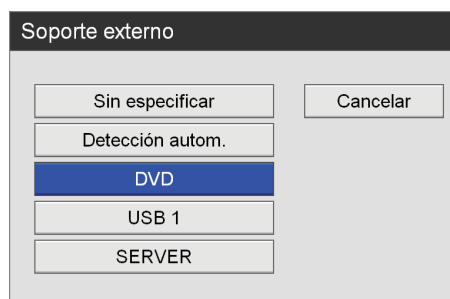 Soporte externo
Sin especificar
Cancelar
Detección autom.
DVD
USB 1
SERVER